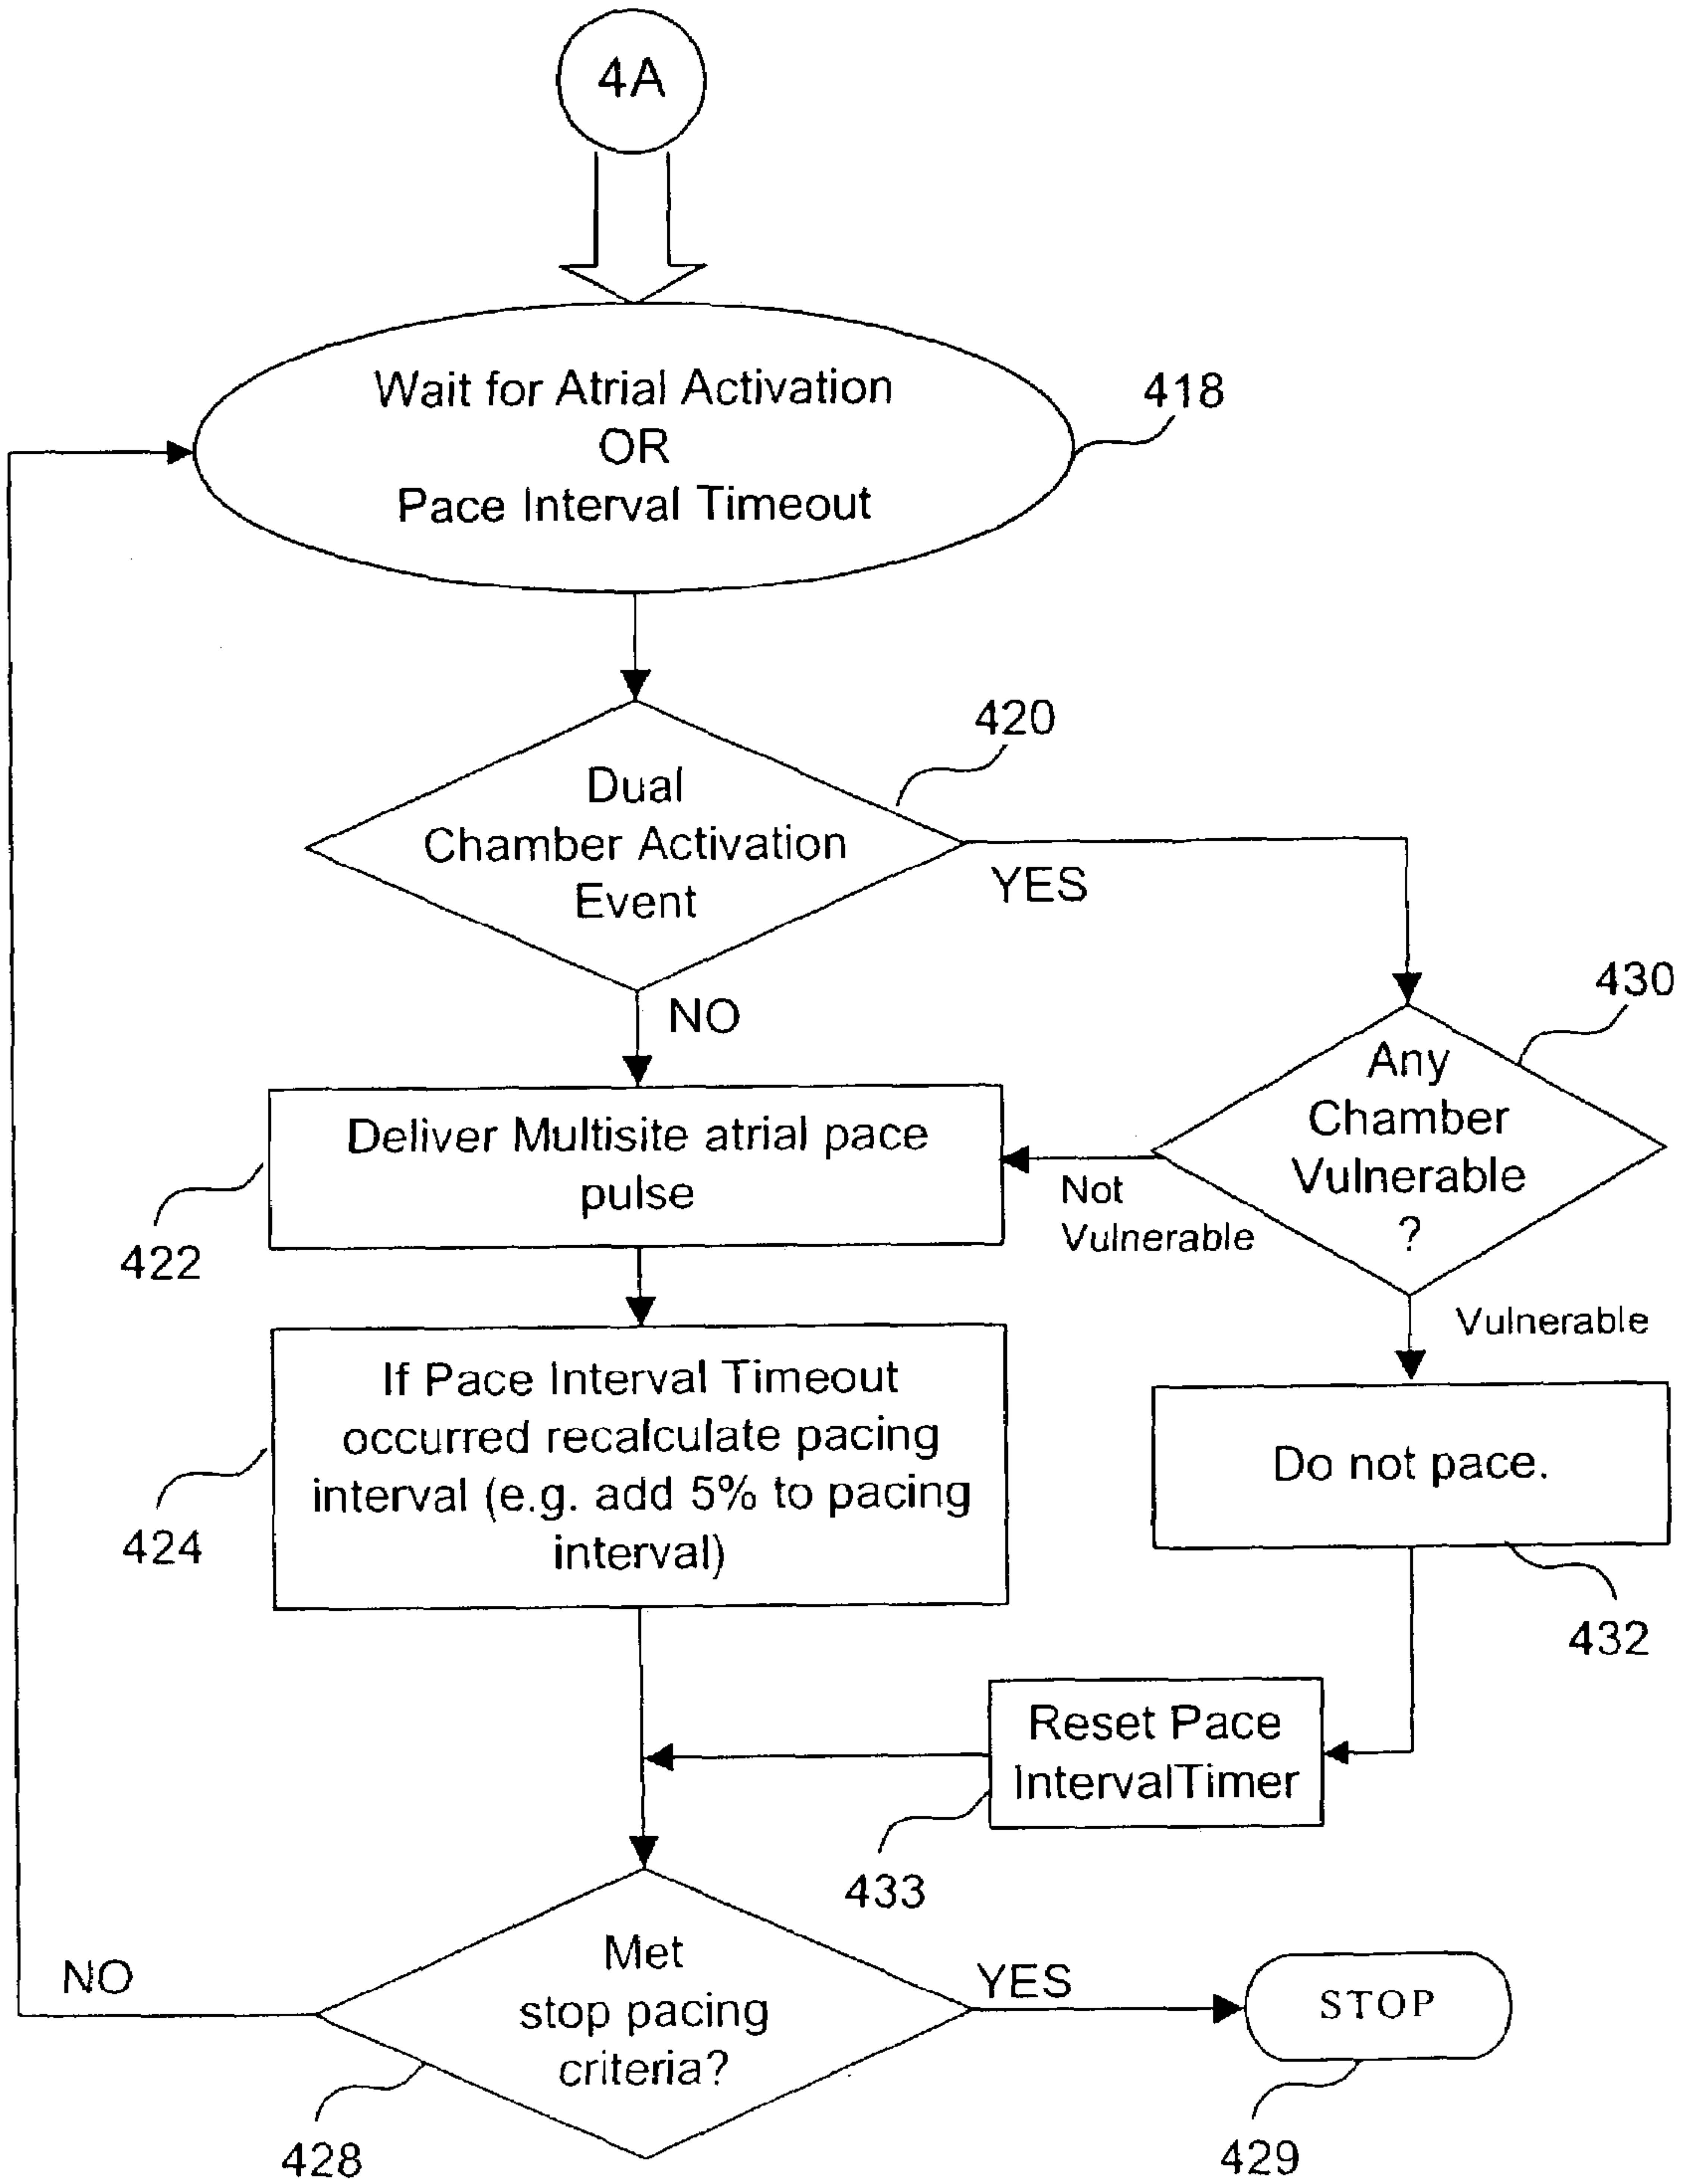 4A
Wait for Atrial Activation
OR
Pace Interval Timeout
418
420
Dual
Chamber Activation
Event
YES
NO
430
Any
Chamber
Vulnerable
?
Deliver Multisite atrial pace
pulse
422
Not
Vulnerable
Vulnerable
If Pace Interval Timeout
occurred recalculate pacing
interval (e.g. add 5% to pacing
interval)
424
Do not pace.
432
Reset Pace
IntervalTimer
433
Met
stop pacing
criteria?
NO
YES
STOP
428
429